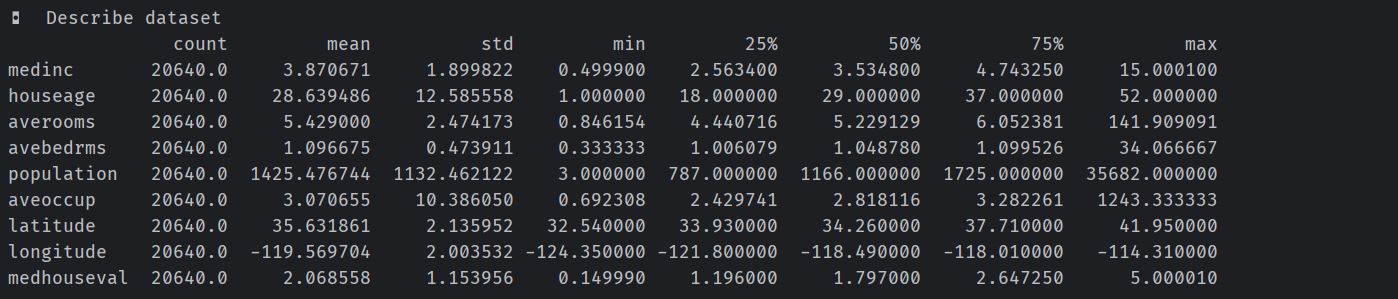 Describe dataset
count mean std min 25% 50% 75% max
medinc 20640.0 3.870671 1.899822 0.499900 2.563400 3.534800 4.743250 15.000100
houseage 20640.0 28.639486 12.585558 1.000000 18.000000 29.000000 37.000000 52.000000
averooms 20640.0 5.429000 2.474173 0.846154 4.440716 5.229129 6.052381 141.909091
avebedrms 20640.0 1.096675 0.473911 0.333333 1.006079 1.048780 1.099526 34.066667
population 20640.0 1425.476744 1132.462122 3.000000 787.000000 1166.000000 1725.000000 35682.000000
aveoccup 20640.0 3.070655 10.386050 0.692308 2.429741 2.818116 3.282261 1243.333333
latitude 20640.0 35.631861 2.135952 32.540000 33.930000 34.260000 37.710000 41.950000
longitude 20640.0 -119.569704 2.003532 -124.350000 -121.800000 -118.490000 -118.010000 -114.310000
medhouseval 20640.0 2.068558 1.153956 0.149990 1.196000 1.797000 2.647250 5.000010